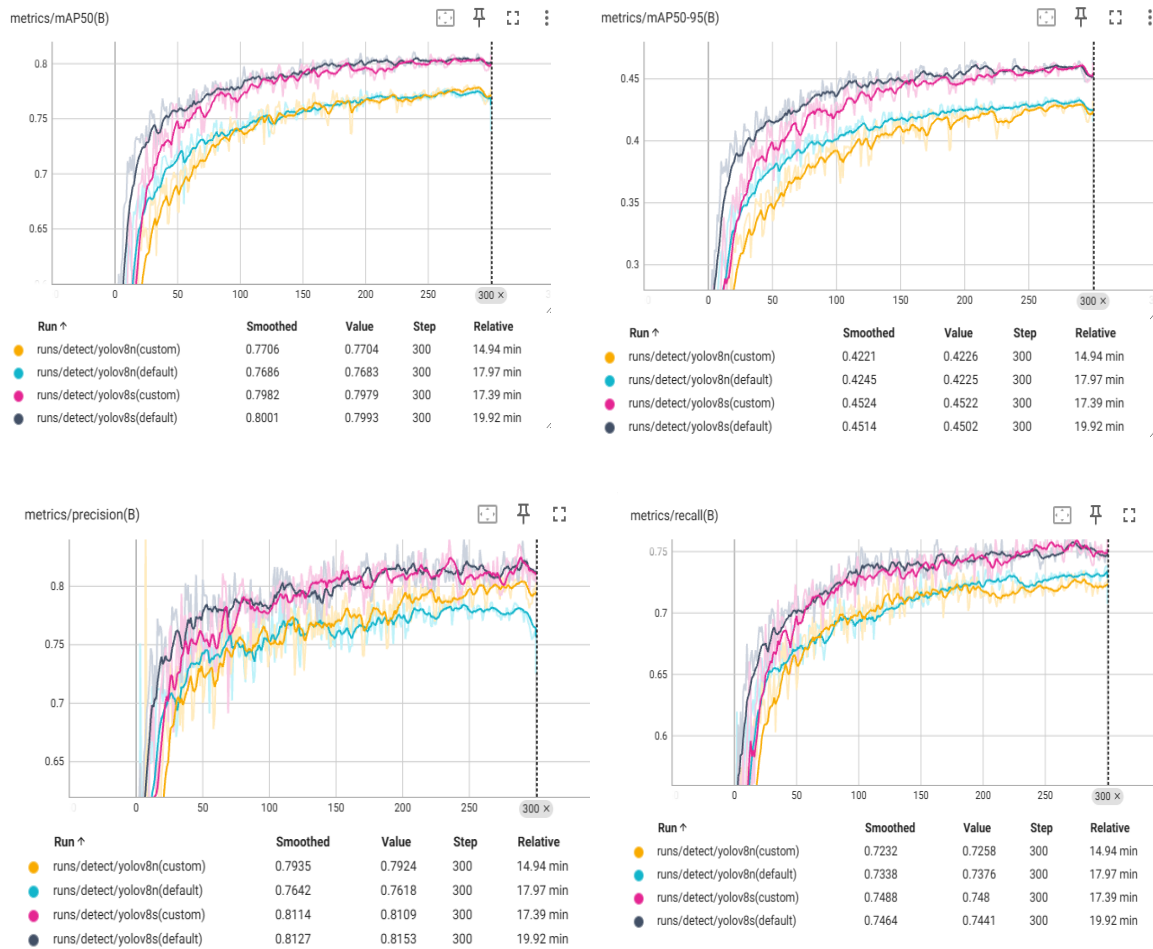 metrics/mAP50(B)
0.8
0.75
0.7
0.65
0 50 100 150 200 250 300 ×
Run ↑ Smoothed Value Step Relative
runs/detect/yolov8n(custom) 0.7706 0.7704 300 14.94 min
runs/detect/yolov8n(default) 0.7686 0.7683 300 17.97 min
runs/detect/yolov8s(custom) 0.7982 0.7979 300 17.39 min
runs/detect/yolov8s(default) 0.8001 0.7993 300 19.92 min
metrics/mAP50-95(B)
0.45
0.4
0.35
0.3
0 50 100 150 200 250 300 ×
Run ↑ Smoothed Value Step Relative
runs/detect/yolov8n(custom) 0.4221 0.4226 300 14.94 min
runs/detect/yolov8n(default) 0.4245 0.4225 300 17.97 min
runs/detect/yolov8s(custom) 0.4524 0.4522 300 17.39 min
runs/detect/yolov8s(default) 0.4514 0.4502 300 19.92 min
metrics/precision(B)
0.8
0.75
0.7
0.65
0 50 100 150 200 250 300 ×
Run ↑ Smoothed Value Step Relative
runs/detect/yolov8n(custom) 0.7935 0.7924 300 14.94 min
runs/detect/yolov8n(default) 0.7642 0.7618 300 17.97 min
runs/detect/yolov8s(custom) 0.8114 0.8109 300 17.39 min
runs/detect/yolov8s(default) 0.8127 0.8153 300 19.92 min
metrics/recall(B)
0.75
0.7
0.65
0.6
0 50 100 150 200 250 300 ×
Run ↑ Smoothed Value Step Relative
runs/detect/yolov8n(custom) 0.7232 0.7258 300 14.94 min
runs/detect/yolov8n(default) 0.7338 0.7376 300 17.97 min
runs/detect/yolov8s(custom) 0.7488 0.748 300 17.39 min
runs/detect/yolov8s(default) 0.7464 0.7441 300 19.92 min